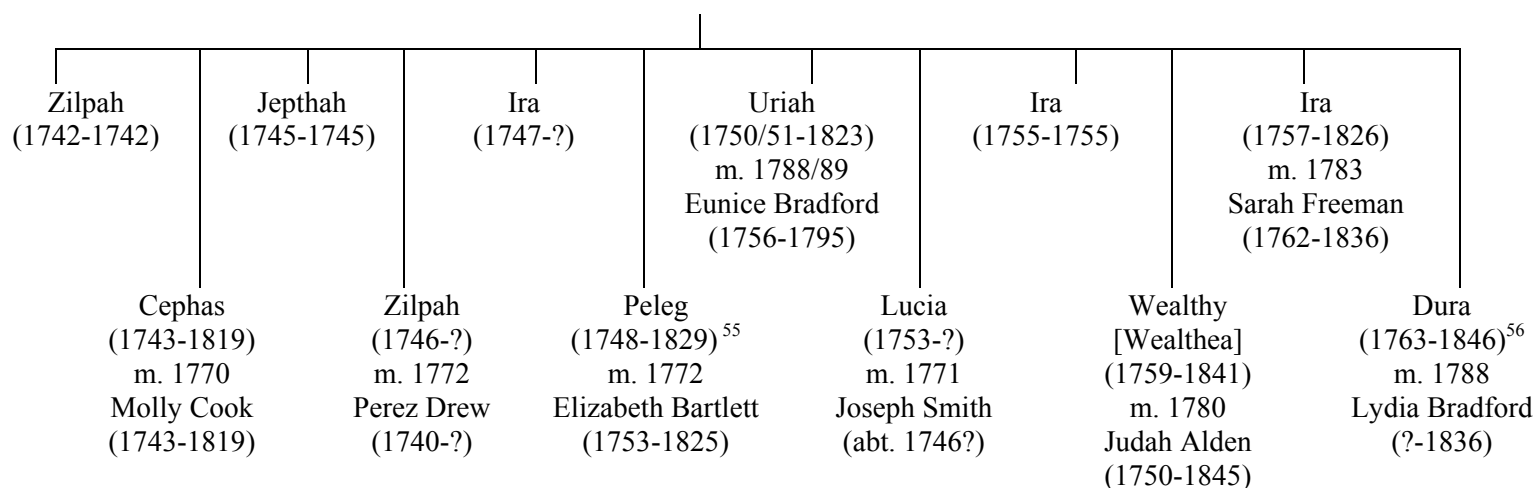 Zilpah
(1742-1742)
Jepthah
(1745-1745)
Ira
(1747-?)
Uriah
(1750/51-1823)
m. 1788/89
Eunice Bradford
(1756-1795)
Ira
(1755-1755)
Ira
(1757-1826)
m. 1783
Sarah Freeman
(1762-1836)
Cephas
(1743-1819)
m. 1770
Molly Cook
(1743-1819)
Zilpah
(1746-?)
m. 1772
Perez Drew
(1740-?)
Peleg
(1748-1829) 55
m. 1772
Elizabeth Bartlett
(1753-1825)
Lucia
(1753-?)
m. 1771
Joseph Smith
(abt. 1746?)
Wealthy
[Wealthea]
(1759-1841)
m. 1780
Judah Alden
(1750-1845)
Dura
(1763-1846)56
m. 1788
Lydia Bradford
(?-1836)